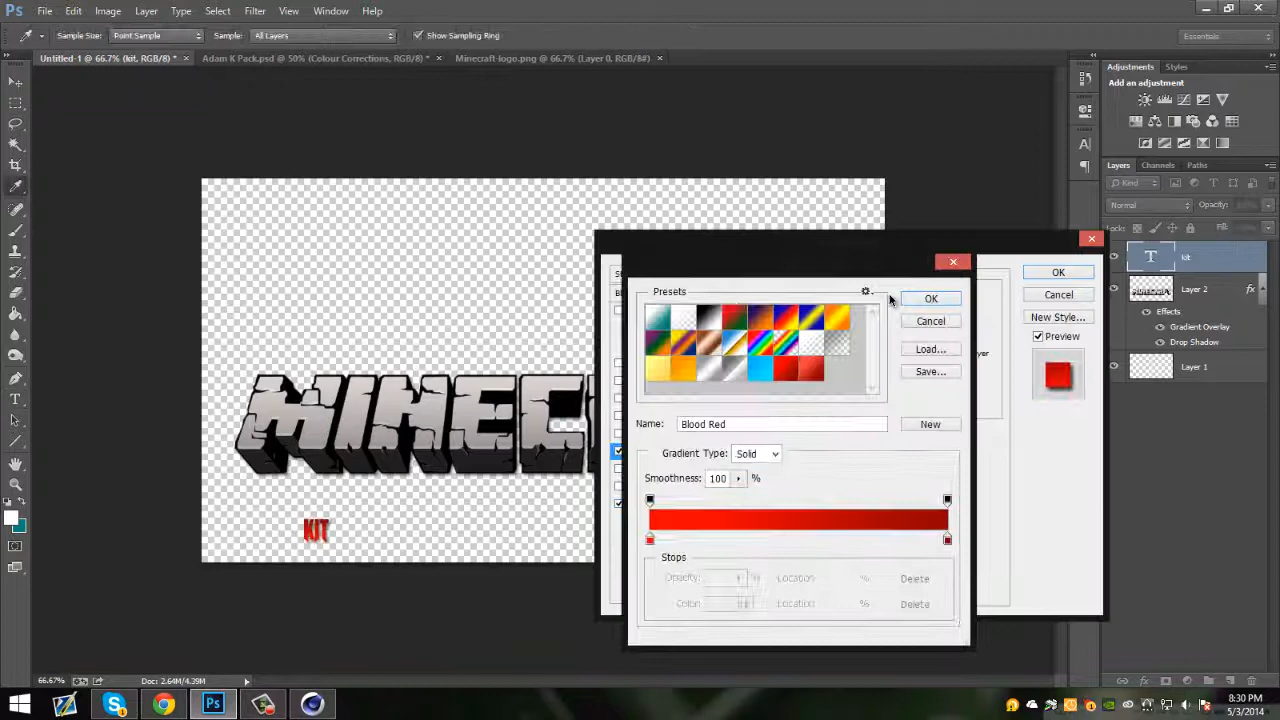 Ps File Edit Image Layer Type Select Filter View Window Help
Sample Size: Point Sample Sample: All Layers Show Sampling Ring Essentials
Untitled-1 @ 66.7% (kit, RGB/8) * × Adam K Pack.psd @ 50% (Colour Corrections, RGB/8) * × Minecraft-logo.png @ 66.7% (Layer 0, RGB/8#) ×
Adjustments Styles
Add an adjustment
Layers Channels Paths
Kind
Normal Opacity:
Fill:
T kit
Layer 2 fx
Effects
Gradient Overlay
Drop Shadow
Layer 1
MINEC
KIT
Presets
OK
Cancel
Load...
Save...
Name: Blood Red New
Gradient Type: Solid
Smoothness: 100 %
Stops
Opacity: Location % Delete
Color: Location % Delete
OK
Cancel
New Style...
Preview
66.67% Doc: 2.64M/4.39M
8:30 PM
5/3/2014